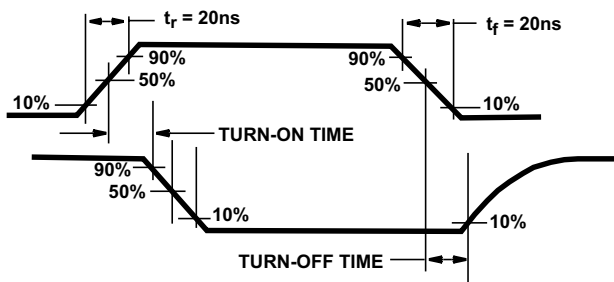 tr = 20ns
tf = 20ns
90%
90%
50%
50%
10%
10%
TURN-ON TIME
90%
50%
10%
10%
TURN-OFF TIME